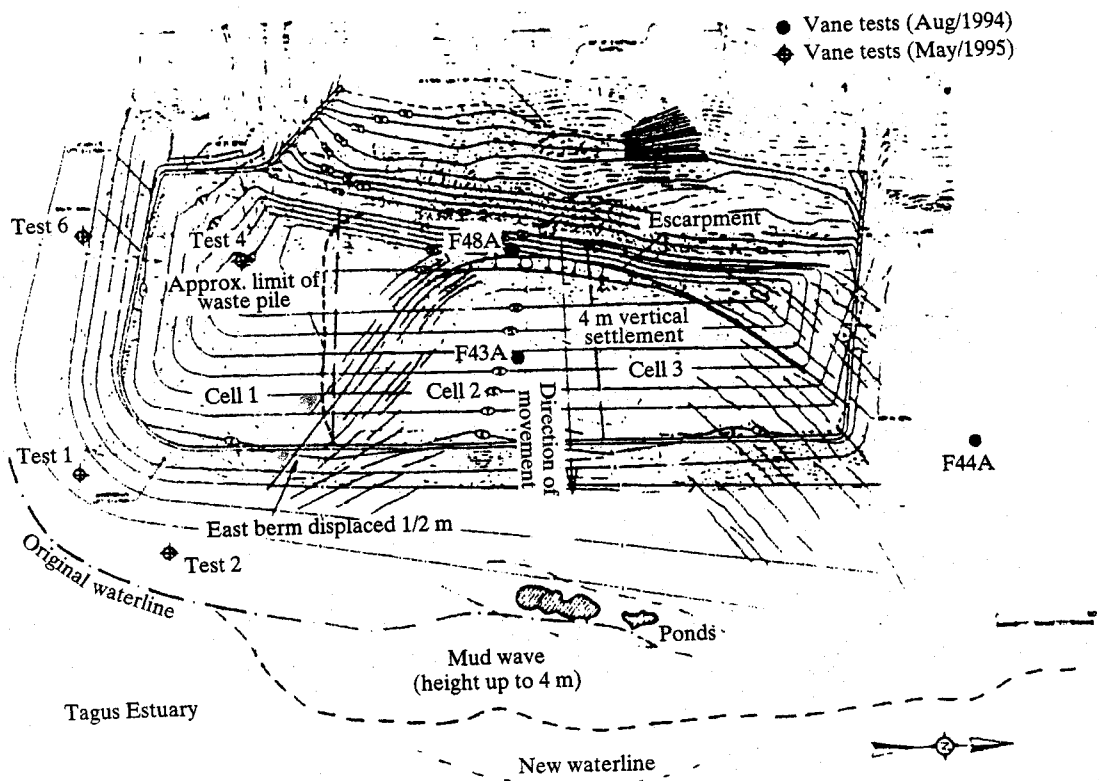 Vane tests (Aug/1994)
Vane tests (May/1995)
Test 6
Test 4
F48A
Escarpment
Approx. limit of
waste pile
4 m vertical
settlement
F43A
Cell 1
Cell 2
Cell 3
Direction of
movement
F44A
Test 1
East berm displaced 1/2 m
Test 2
Original waterline
Ponds
Mud wave
(height up to 4 m)
Tagus Estuary
New waterline
N